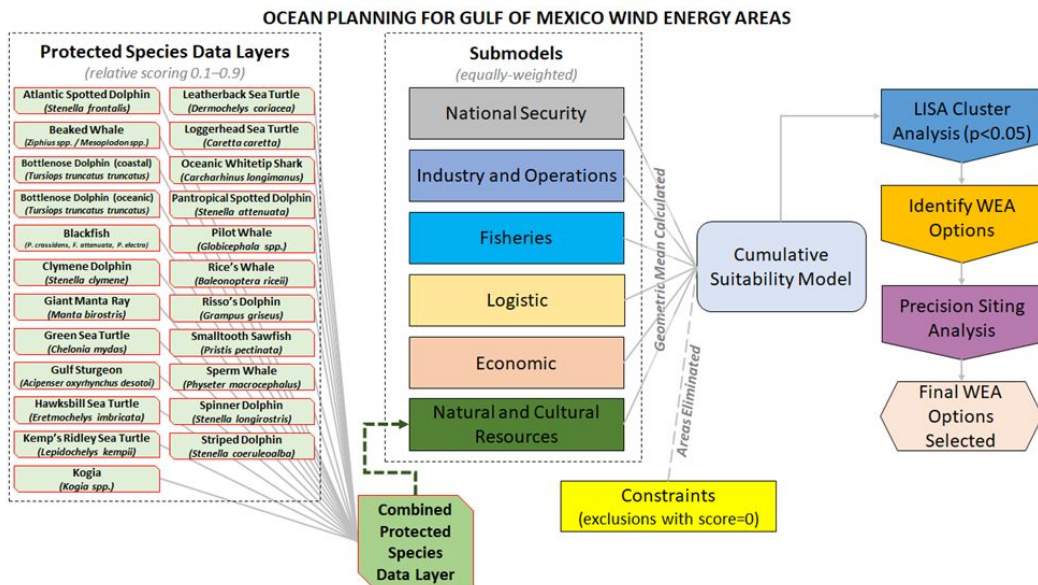 OCEAN PLANNING FOR GULF OF MEXICO WIND ENERGY AREAS
Protected Species Data Layers
(relative scoring 0.1–0.9)
Atlantic Spotted Dolphin
(Stenella frontalis)
Beaked Whale
(Ziphius spp. / Mesoplodon spp.)
Bottlenose Dolphin (coastal)
(Tursiops truncatus truncatus)
Bottlenose Dolphin (oceanic)
(Tursiops truncatus truncatus)
Blackfish
(P. crassidens, F. attenuata, P. electra)
Clymene Dolphin
(Stenella clymene)
Giant Manta Ray
(Manta birostris)
Green Sea Turtle
(Chelonia mydas)
Gulf Sturgeon
(Acipenser oxyrhynchus desotoi)
Hawksbill Sea Turtle
(Eretmochelys imbricata)
Kemp's Ridley Sea Turtle
(Lepidochelys kempii)
Kogia
(Kogia spp.)
Leatherback Sea Turtle
(Dermochelys coriacea)
Loggerhead Sea Turtle
(Caretta caretta)
Oceanic Whitetip Shark
(Carcharhinus longimanus)
Pantropical Spotted Dolphin
(Stenella attenuata)
Pilot Whale
(Globicephala spp.)
Rice's Whale
(Baleonoptera riceii)
Risso's Dolphin
(Grampus griseus)
Smalltooth Sawfish
(Pristis pectinata)
Sperm Whale
(Physeter macrocephalus)
Spinner Dolphin
(Stenella longirostris)
Striped Dolphin
(Stenella coeruleoalba)
Combined
Protected
Species
Data Layer
Submodels
(equally-weighted)
National Security
Industry and Operations
Fisheries
Logistic
Economic
Natural and Cultural
Resources
Geometric Mean Calculated
Areas Eliminated
Constraints
(exclusions with score=0)
Cumulative
Suitability Model
LISA Cluster
Analysis (p<0.05)
Identify WEA
Options
Precision Siting
Analysis
Final WEA
Options
Selected